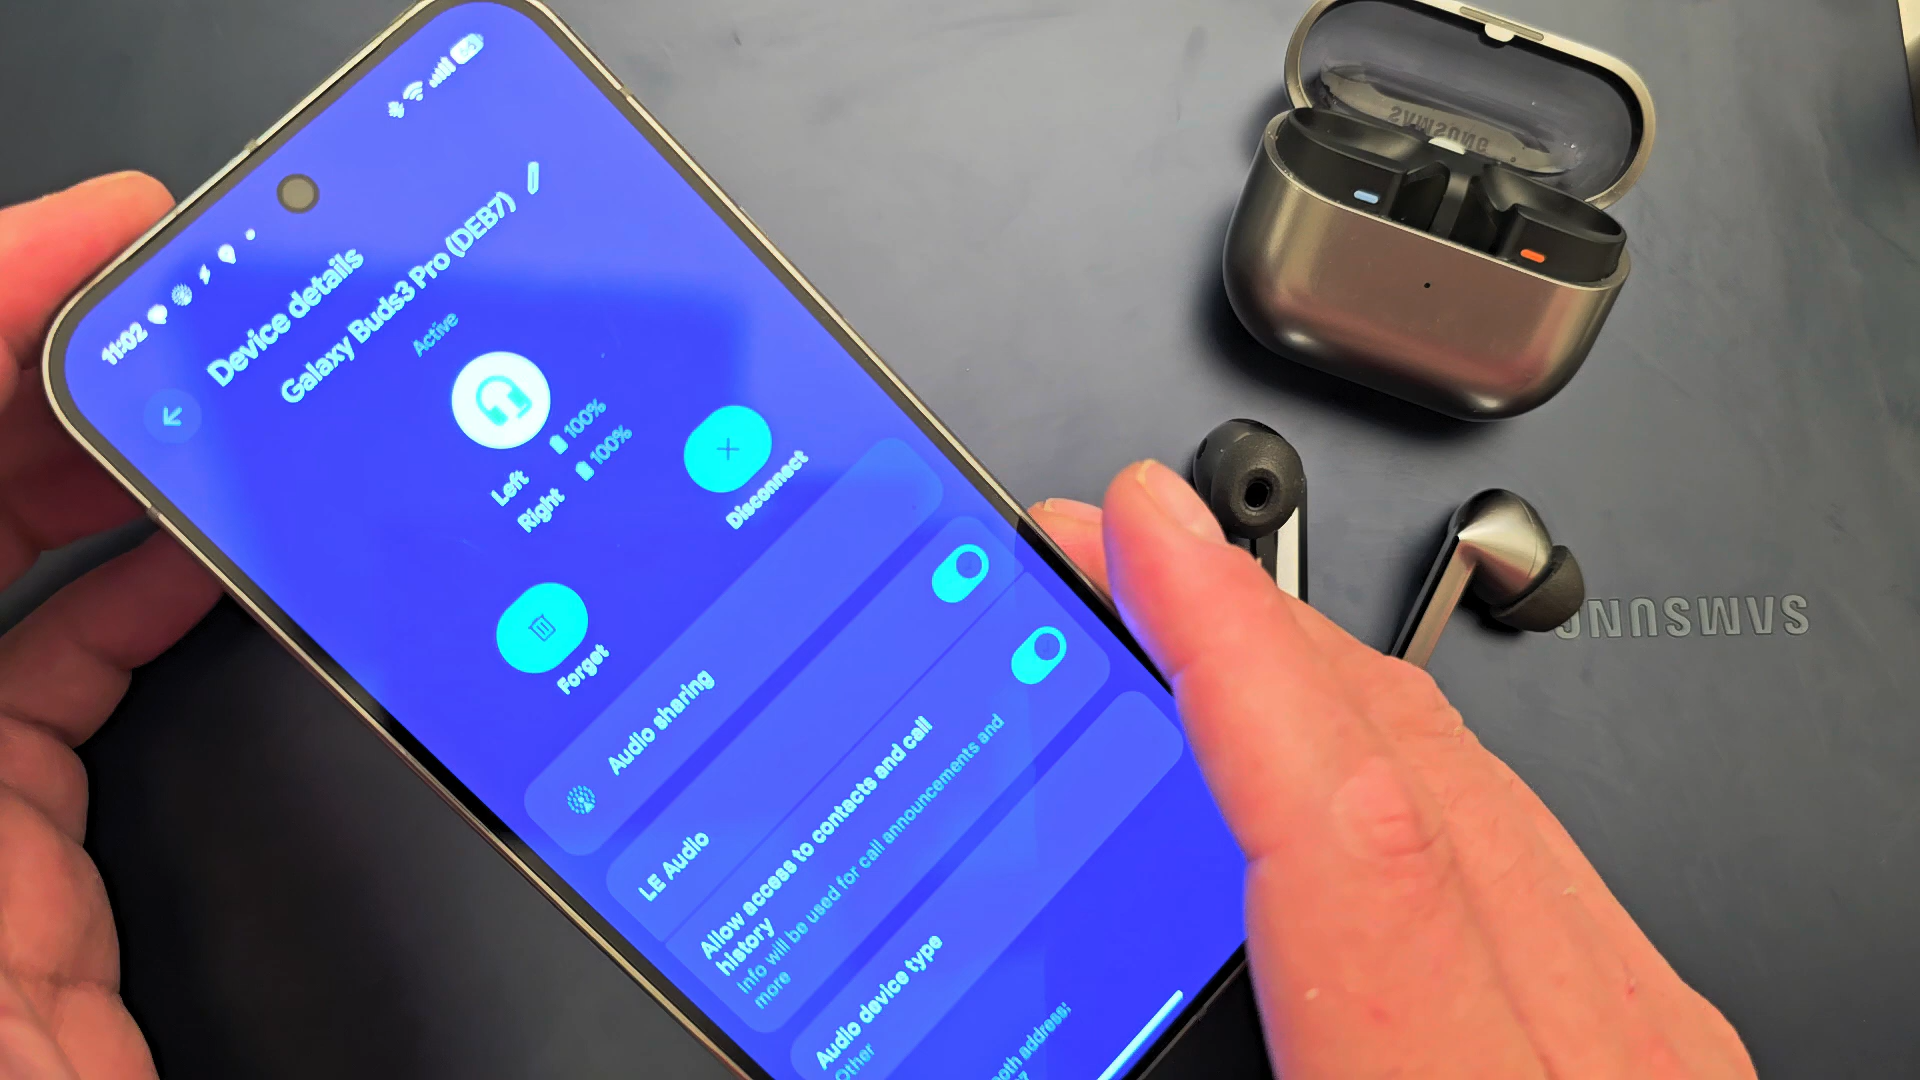 11:02
Device details
Galaxy Buds3 Pro (DEB7)
Active
Left 100%
Right 100%
Disconnect
Forget
Audio sharing
LE Audio
Allow access to contacts and call
history
Info will be used for call announcements and
more
Audio device type
Other
address:
SAMSUNG
SAMSUNG